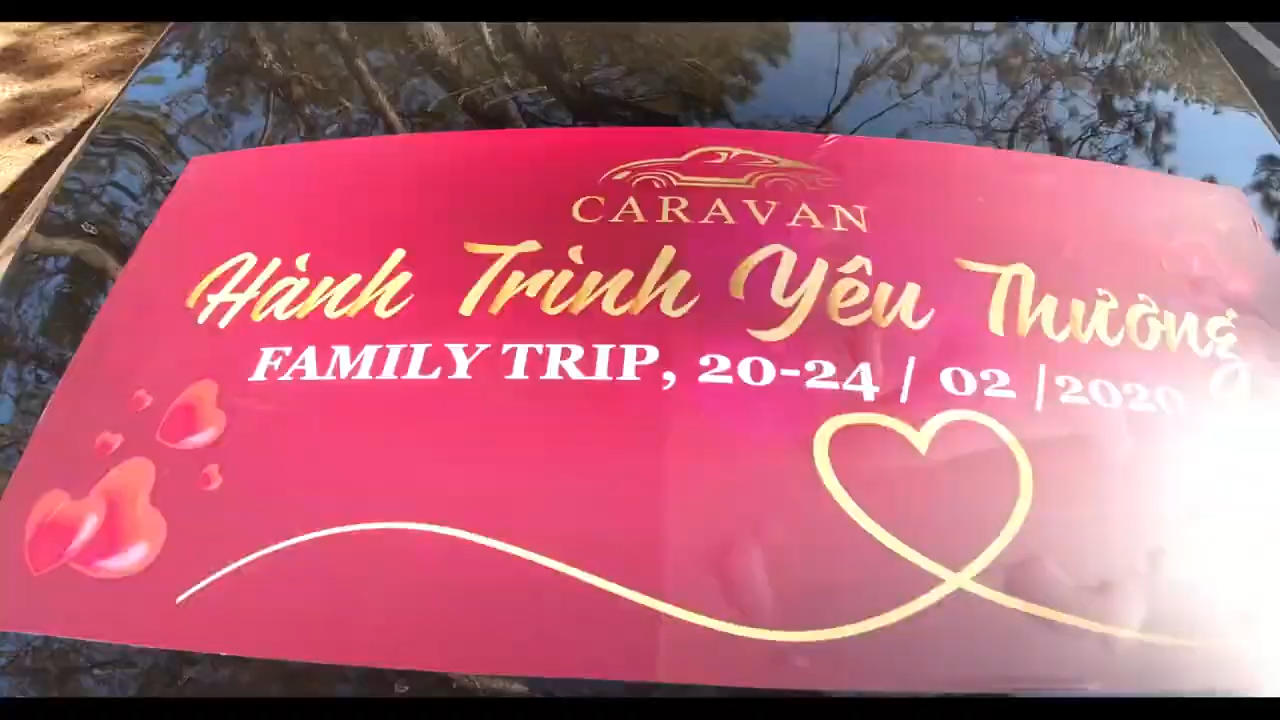 CARAVAN
Hành Trình Yêu Thương
FAMILY TRIP, 20-24 / 02 / 2020